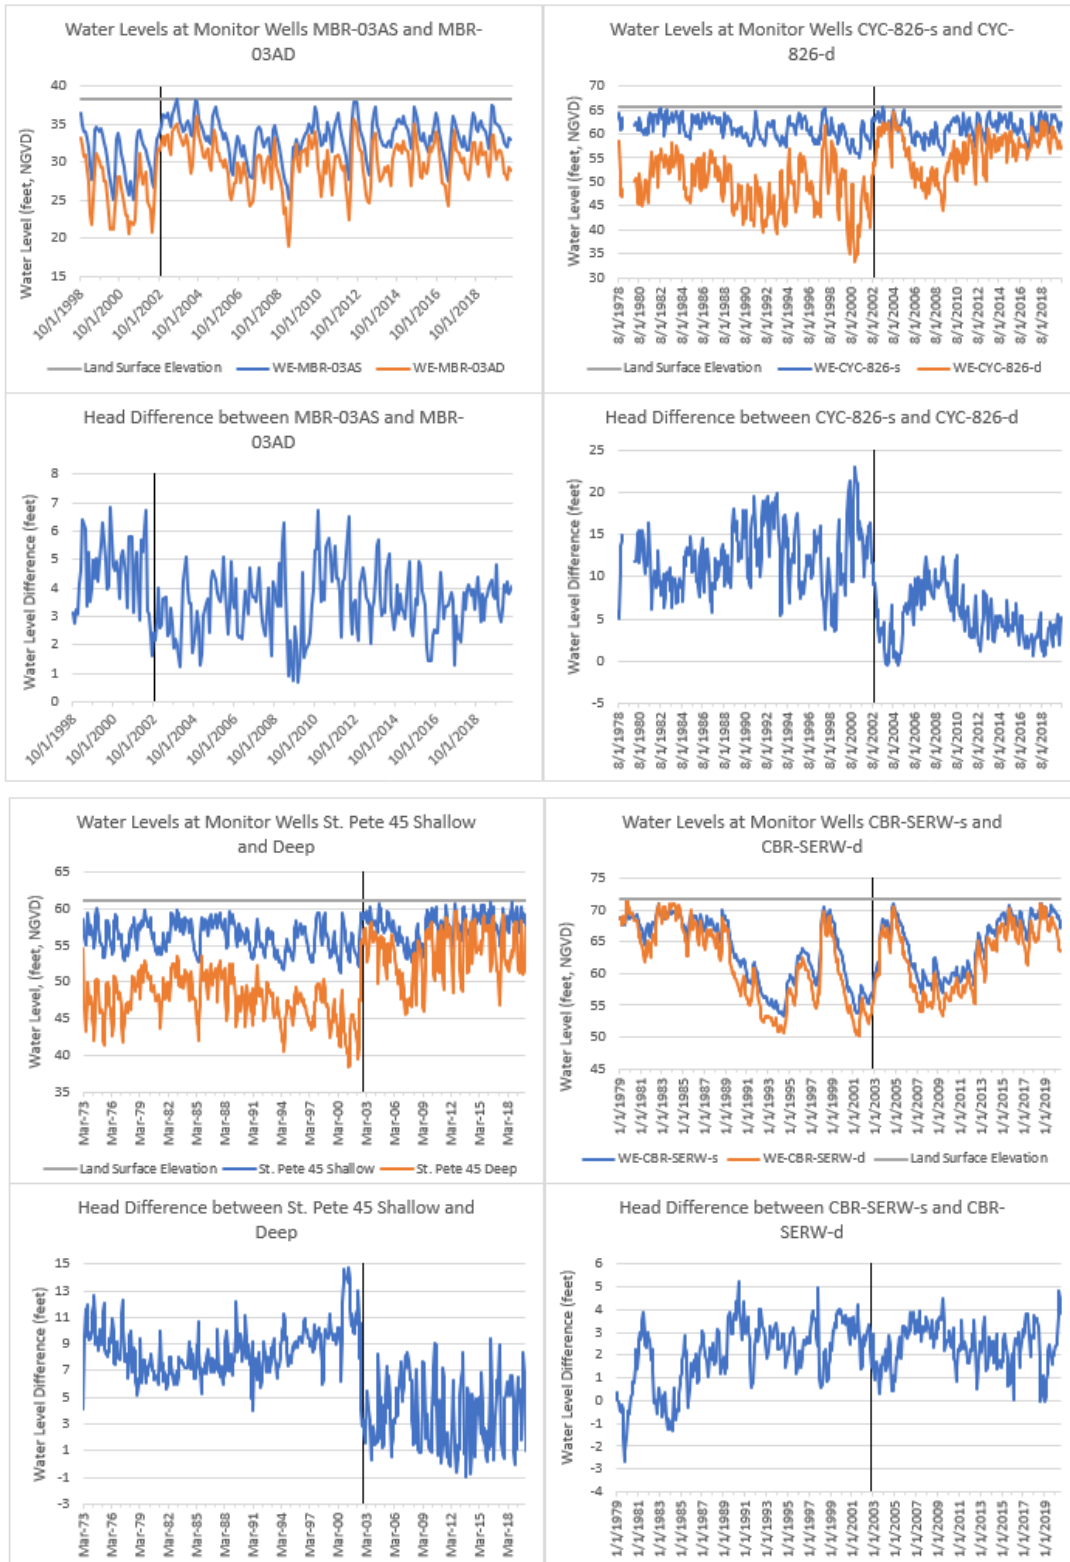 Water Levels at Monitor Wells MBR-03AS and MBR-
03AD
Water Level (feet, NGVD)
40
35
30
25
20
15
10/1/1998
10/1/2000
10/1/2002
10/1/2004
10/1/2006
10/1/2008
10/1/2010
10/1/2012
10/1/2014
10/1/2016
10/1/2018
Land Surface Elevation
WE-MBR-03AS
WE-MBR-03AD
Water Levels at Monitor Wells CYC-826-s and CYC-
826-d
Water Level (feet, NGVD)
70
65
60
55
50
45
40
35
30
8/1/1978
8/1/1980
8/1/1982
8/1/1984
8/1/1986
8/1/1988
8/1/1990
8/1/1992
8/1/1994
8/1/1996
8/1/1998
8/1/2000
8/1/2002
8/1/2004
8/1/2006
8/1/2008
8/1/2010
8/1/2012
8/1/2014
8/1/2016
8/1/2018
Land Surface Elevation
WE-CYC-826-s
WE-CYC-826-d
Head Difference between MBR-03AS and MBR-
03AD
Water Level Difference (feet)
8
7
6
5
4
3
2
1
0
10/1/1998
10/1/2000
10/1/2002
10/1/2004
10/1/2006
10/1/2008
10/1/2010
10/1/2012
10/1/2014
10/1/2016
10/1/2018
Head Difference between CYC-826-s and CYC-826-d
Water Level Difference (feet)
25
20
15
10
5
0
-5
8/1/1978
8/1/1980
8/1/1982
8/1/1984
8/1/1986
8/1/1988
8/1/1990
8/1/1992
8/1/1994
8/1/1996
8/1/1998
8/1/2000
8/1/2002
8/1/2004
8/1/2006
8/1/2008
8/1/2010
8/1/2012
8/1/2014
8/1/2016
8/1/2018
Water Levels at Monitor Wells St. Pete 45 Shallow
and Deep
Water Level, (feet, NGVD)
65
60
55
50
45
40
35
Mar-73
Mar-76
Mar-79
Mar-82
Mar-85
Mar-88
Mar-91
Mar-94
Mar-97
Mar-00
Mar-03
Mar-06
Mar-09
Mar-12
Mar-15
Mar-18
Land Surface Elevation
St. Pete 45 Shallow
St. Pete 45 Deep
Water Levels at Monitor Wells CBR-SERW-s and
CBR-SERW-d
Water Level (feet, NGVD)
75
70
65
60
55
50
45
1/1/1979
1/1/1981
1/1/1983
1/1/1985
1/1/1987
1/1/1989
1/1/1991
1/1/1993
1/1/1995
1/1/1997
1/1/1999
1/1/2001
1/1/2003
1/1/2005
1/1/2007
1/1/2009
1/1/2011
1/1/2013
1/1/2015
1/1/2017
1/1/2019
WE-CBR-SERW-s
WE-CBR-SERW-d
Land Surface Elevation
Head Difference between St. Pete 45 Shallow and
Deep
Water Level Difference (feet)
15
13
11
9
7
5
3
1
-1
-3
Mar-73
Mar-76
Mar-79
Mar-82
Mar-85
Mar-88
Mar-91
Mar-94
Mar-97
Mar-00
Mar-03
Mar-06
Mar-09
Mar-12
Mar-15
Mar-18
Head Difference between CBR-SERW-s and CBR-
SERW-d
Water Level Difference (feet)
6
5
4
3
2
1
0
-1
-2
-3
-4
1/1/1979
1/1/1981
1/1/1983
1/1/1985
1/1/1987
1/1/1989
1/1/1991
1/1/1993
1/1/1995
1/1/1997
1/1/1999
1/1/2001
1/1/2003
1/1/2005
1/1/2007
1/1/2009
1/1/2011
1/1/2013
1/1/2015
1/1/2017
1/1/2019